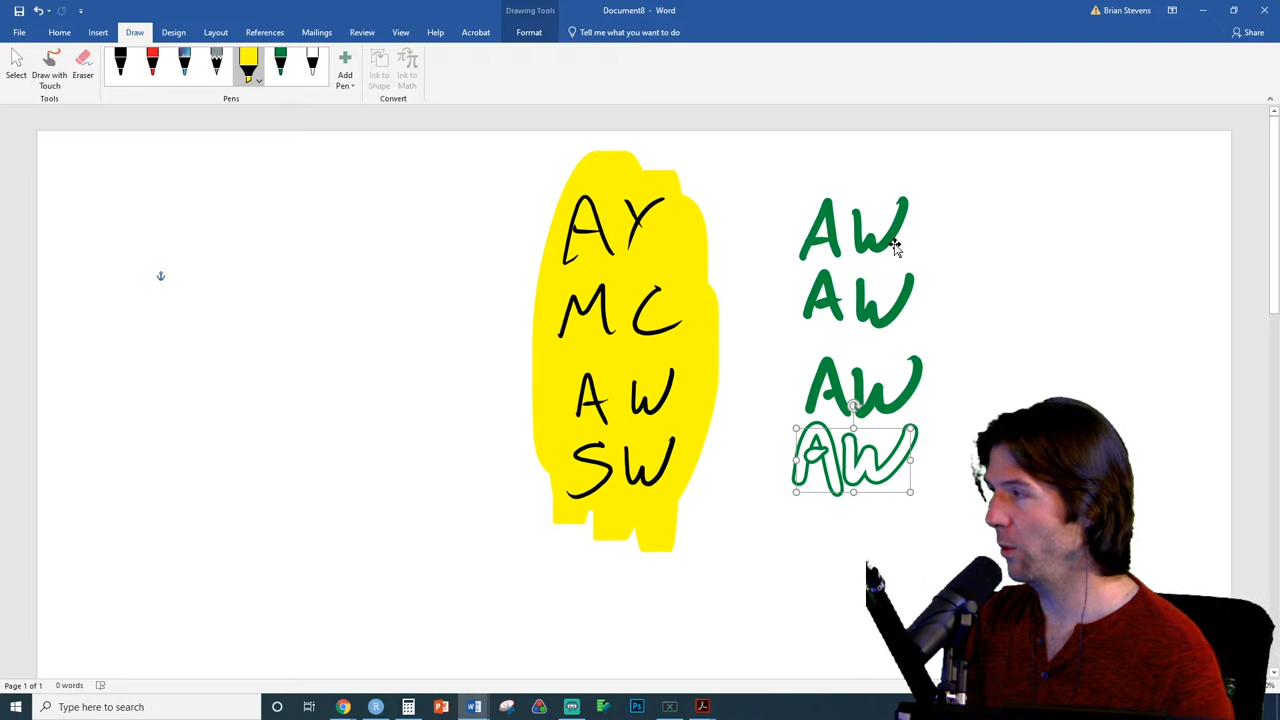 Drawing Tools
Document8 - Word
Brian Stevens
File Home Insert Draw Design Layout References Mailings Review View Help Acrobat Format Tell me what you want to do Share
Select
Draw with Touch
Eraser
Add Pen
Ink to Shape
Ink to Math
Tools
Pens
Convert
AY AW
MC AW
AW AW
SW AW
Page 1 of 1 0 words
0%
Type here to search